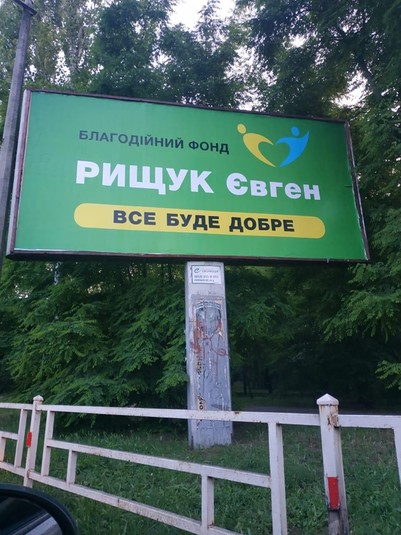 БЛАГОДІЙНИЙ ФОНД
РИЩУК Євген
ВСЕ БУДЕ ДОБРЕ